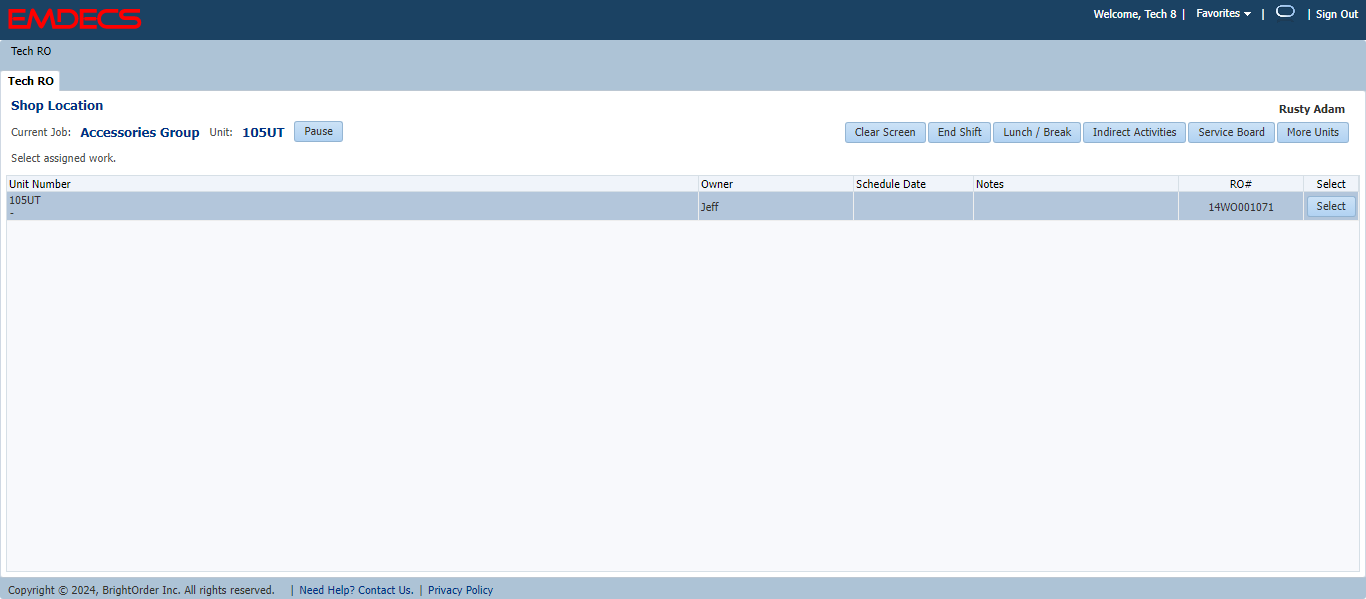 EMDECS
Welcome, Tech 8 | Favorites | | Sign Out
Tech RO
Tech RO
Shop Location
Rusty Adam
Current Job: Accessories Group Unit: 105UT Pause
Clear Screen End Shift Lunch / Break Indirect Activities Service Board More Units
Select assigned work.
Unit Number Owner Schedule Date Notes RO# Select
105UT
-
Jeff 14WO001071 Select
Copyright © 2024, BrightOrder Inc. All rights reserved. | Need Help? Contact Us. | Privacy Policy